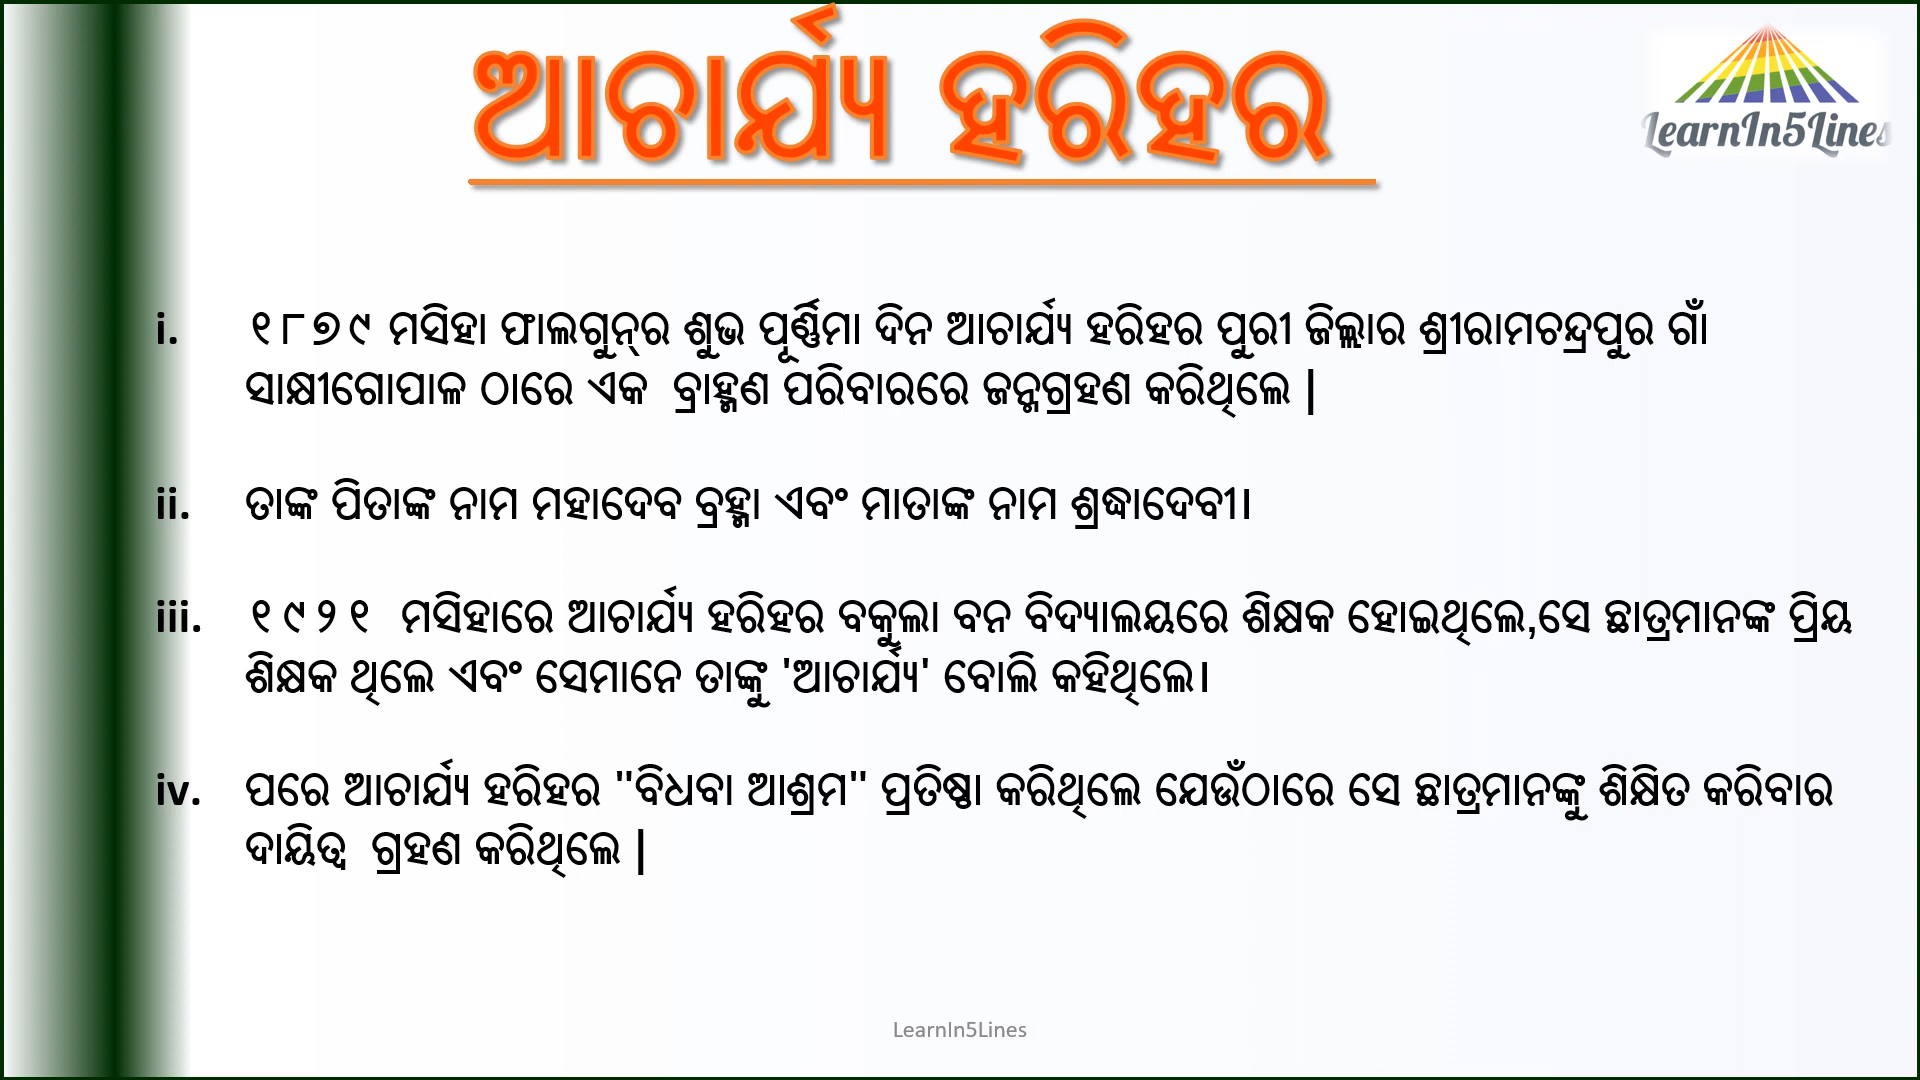 ଆଚାର୍ଯ୍ୟ ହରିହର
LearnIn5Lines
i. ୧୮୭୯ ମସିହା ଫାଲଗୁନ୍‌ର ଶୁଭ ପୂର୍ଣ୍ଣିମା ଦିନ ଆଚାର୍ଯ୍ୟ ହରିହର ପୁରୀ ଜିଲ୍ଲାର ଶ୍ରୀରାମଚନ୍ଦ୍ରପୁର ଗାଁ
ସାକ୍ଷୀଗୋପାଳ ଠାରେ ଏକ ବ୍ରାହ୍ମଣ ପରିବାରରେ ଜନ୍ମଗ୍ରହଣ କରିଥିଲେ |
ii. ତାଙ୍କ ପିତାଙ୍କ ନାମ ମହାଦେବ ବ୍ରହ୍ମା ଏବଂ ମାତାଙ୍କ ନାମ ଶ୍ରଦ୍ଧାଦେବୀ।
iii. ୧୯୨୧ ମସିହାରେ ଆଚାର୍ଯ୍ୟ ହରିହର ବକୁଲା ବନ ବିଦ୍ୟାଲୟରେ ଶିକ୍ଷକ ହୋଇଥିଲେ,ସେ ଛାତ୍ରମାନଙ୍କ ପ୍ରିୟ
ଶିକ୍ଷକ ଥିଲେ ଏବଂ ସେମାନେ ତାଙ୍କୁ 'ଆଚାର୍ଯ୍ୟ' ବୋଲି କହିଥିଲେ।
iv. ପରେ ଆଚାର୍ଯ୍ୟ ହରିହର "ବିଧବା ଆଶ୍ରମ" ପ୍ରତିଷ୍ଠା କରିଥିଲେ ଯେଉଁଠାରେ ସେ ଛାତ୍ରମାନଙ୍କୁ ଶିକ୍ଷିତ କରିବାର
ଦାୟିତ୍ୱ ଗ୍ରହଣ କରିଥିଲେ |
LearnIn5Lines